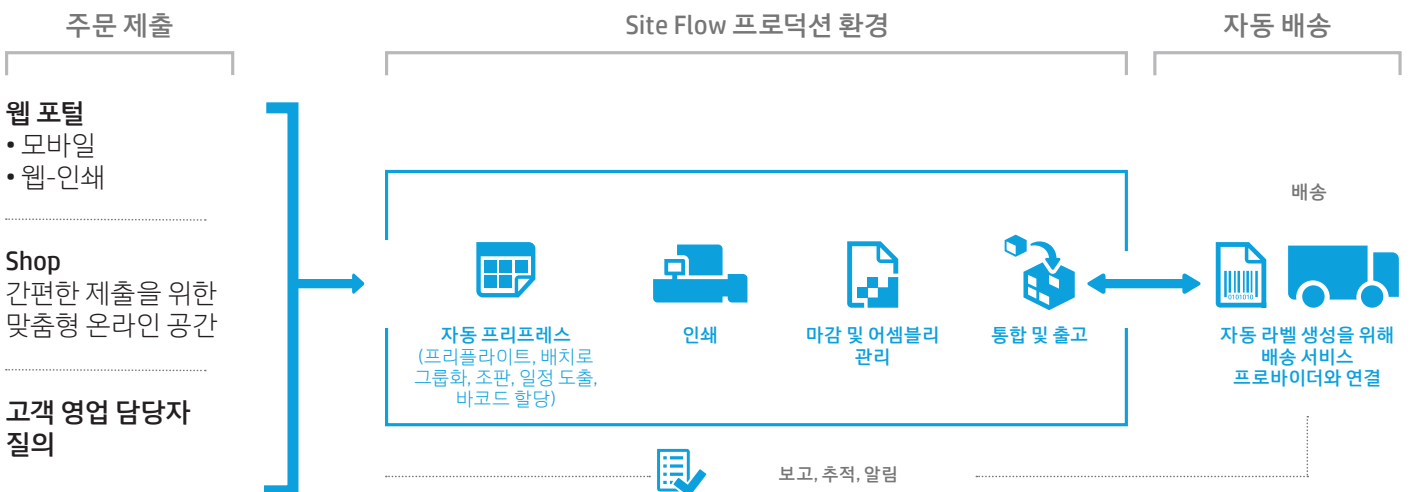 주문 제출
Site Flow 프로덕션 환경
자동 배송
웹 포털
• 모바일
• 웹-인쇄
Shop
간편한 제출을 위한
맞춤형 온라인 공간
고객 영업 담당자
질의
자동 프리프레스
(프리플라이트, 배치로
그룹화, 조판, 일정 도출,
바코드 할당)
인쇄
마감 및 어셈블리
관리
통합 및 출고
배송
0101010
자동 라벨 생성을 위해
배송 서비스
프로바이더와 연결
보고, 추적, 알림